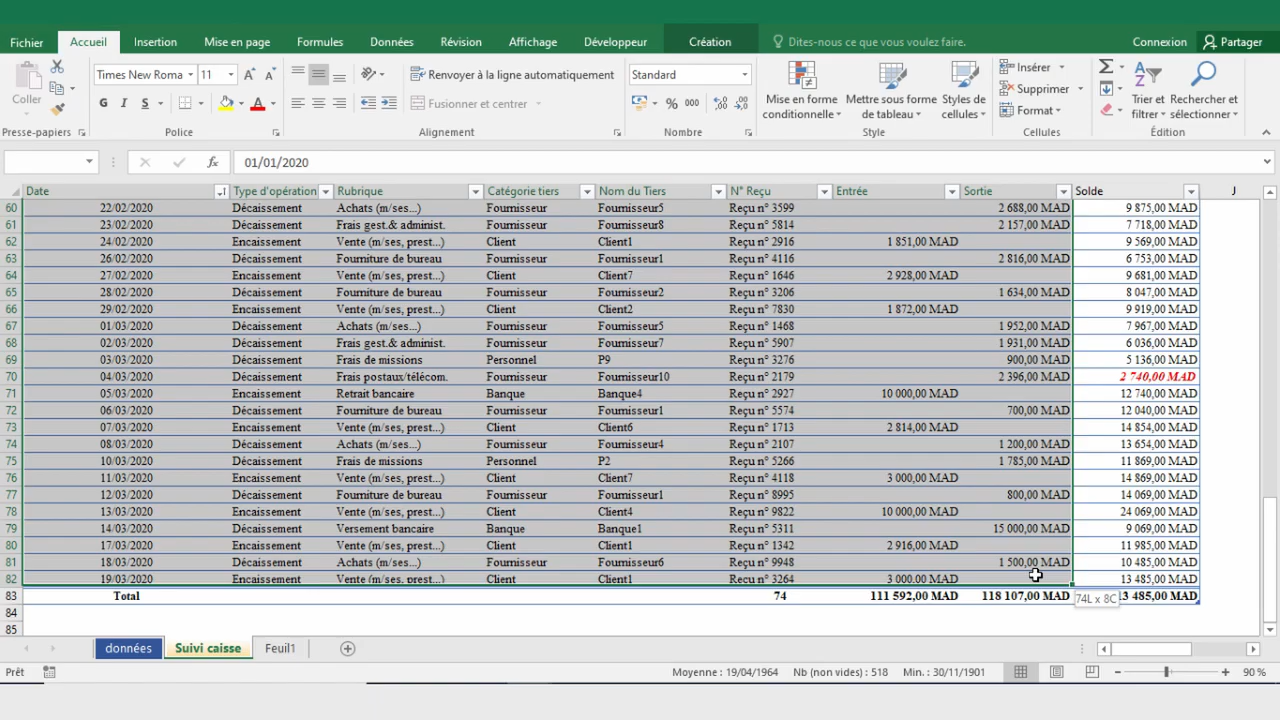 Fichier Accueil Insertion Mise en page Formules Données Révision Affichage Développeur Création Dites-nous ce que vous voulez faire. Connexion Partager
Coller Times New Roma 11 Renvoyer à la ligne automatiquement Standard Insérer
G I S Fusionner et centrer % 000 Mise en forme conditionnelle Mettre sous forme de tableau Styles de cellules Supprimer Format Trier et filtrer Rechercher et sélectionner
Presse-papiers Police Alignement Nombre Style Cellules Édition
fx 01/01/2020
Date Type d'opération Rubrique Catégorie tiers Nom du Tiers N° Reçu Entrée Sortie Solde J
60 22/02/2020 Décaissement Achats (m/ses...) Fournisseur Fournisseur5 Reçu n° 3599 2 688,00 MAD 9 875,00 MAD
61 23/02/2020 Décaissement Frais gest.& administ. Fournisseur Fournisseur8 Reçu n° 5814 2 157,00 MAD 7 718,00 MAD
62 24/02/2020 Encaissement Vente (m/ses, prest...) Client Client1 Reçu n° 2916 1 851,00 MAD 9 569,00 MAD
63 26/02/2020 Décaissement Fourniture de bureau Fournisseur Fournisseur1 Reçu n° 4116 2 816,00 MAD 6 753,00 MAD
64 27/02/2020 Encaissement Vente (m/ses, prest...) Client Client7 Reçu n° 1646 2 928,00 MAD 9 681,00 MAD
65 28/02/2020 Décaissement Fourniture de bureau Fournisseur Fournisseur2 Reçu n° 3206 1 634,00 MAD 8 047,00 MAD
66 29/02/2020 Encaissement Vente (m/ses, prest...) Client Client2 Reçu n° 7830 1 872,00 MAD 9 919,00 MAD
67 01/03/2020 Décaissement Achats (m/ses...) Fournisseur Fournisseur5 Reçu n° 1468 1 952,00 MAD 7 967,00 MAD
68 02/03/2020 Décaissement Frais gest.& administ. Fournisseur Fournisseur7 Reçu n° 5907 1 931,00 MAD 6 036,00 MAD
69 03/03/2020 Décaissement Frais de missions Personnel P9 Reçu n° 3276 900,00 MAD 5 136,00 MAD
70 04/03/2020 Décaissement Frais postaux/télécom. Fournisseur Fournisseur10 Reçu n° 2179 2 396,00 MAD 2 740,00 MAD
71 05/03/2020 Encaissement Retrait bancaire Banque Banque4 Reçu n° 2927 10 000,00 MAD 12 740,00 MAD
72 06/03/2020 Décaissement Fourniture de bureau Fournisseur Fournisseur1 Reçu n° 5574 700,00 MAD 12 040,00 MAD
73 07/03/2020 Encaissement Vente (m/ses, prest...) Client Client6 Reçu n° 1713 2 814,00 MAD 14 854,00 MAD
74 08/03/2020 Décaissement Achats (m/ses...) Fournisseur Fournisseur4 Reçu n° 2107 1 200,00 MAD 13 654,00 MAD
75 10/03/2020 Décaissement Frais de missions Personnel P2 Reçu n° 5266 1 785,00 MAD 11 869,00 MAD
76 11/03/2020 Encaissement Vente (m/ses, prest...) Client Client7 Reçu n° 4118 3 000,00 MAD 14 869,00 MAD
77 12/03/2020 Décaissement Fourniture de bureau Fournisseur Fournisseur1 Reçu n° 8995 800,00 MAD 14 069,00 MAD
78 13/03/2020 Encaissement Vente (m/ses, prest...) Client Client4 Reçu n° 9822 10 000,00 MAD 24 069,00 MAD
79 14/03/2020 Décaissement Versement bancaire Banque Banque1 Reçu n° 5311 15 000,00 MAD 9 069,00 MAD
80 17/03/2020 Encaissement Vente (m/ses, prest...) Client Client1 Reçu n° 1342 2 916,00 MAD 11 985,00 MAD
81 18/03/2020 Décaissement Achats (m/ses...) Fournisseur Fournisseur6 Reçu n° 9948 1 500,00 MAD 10 485,00 MAD
82 19/03/2020 Encaissement Vente (m/ses, prest...) Client Client1 Reçu n° 3264 3 000,00 MAD 13 485,00 MAD
83 Total 74 111 592,00 MAD 118 107,00 MAD 74L x 8C 13 485,00 MAD
84
85
données Suivi caisse Feuil1
Prêt Moyenne : 19/04/1964 Nb (non vides) : 518 Min. : 30/11/1901 90 %